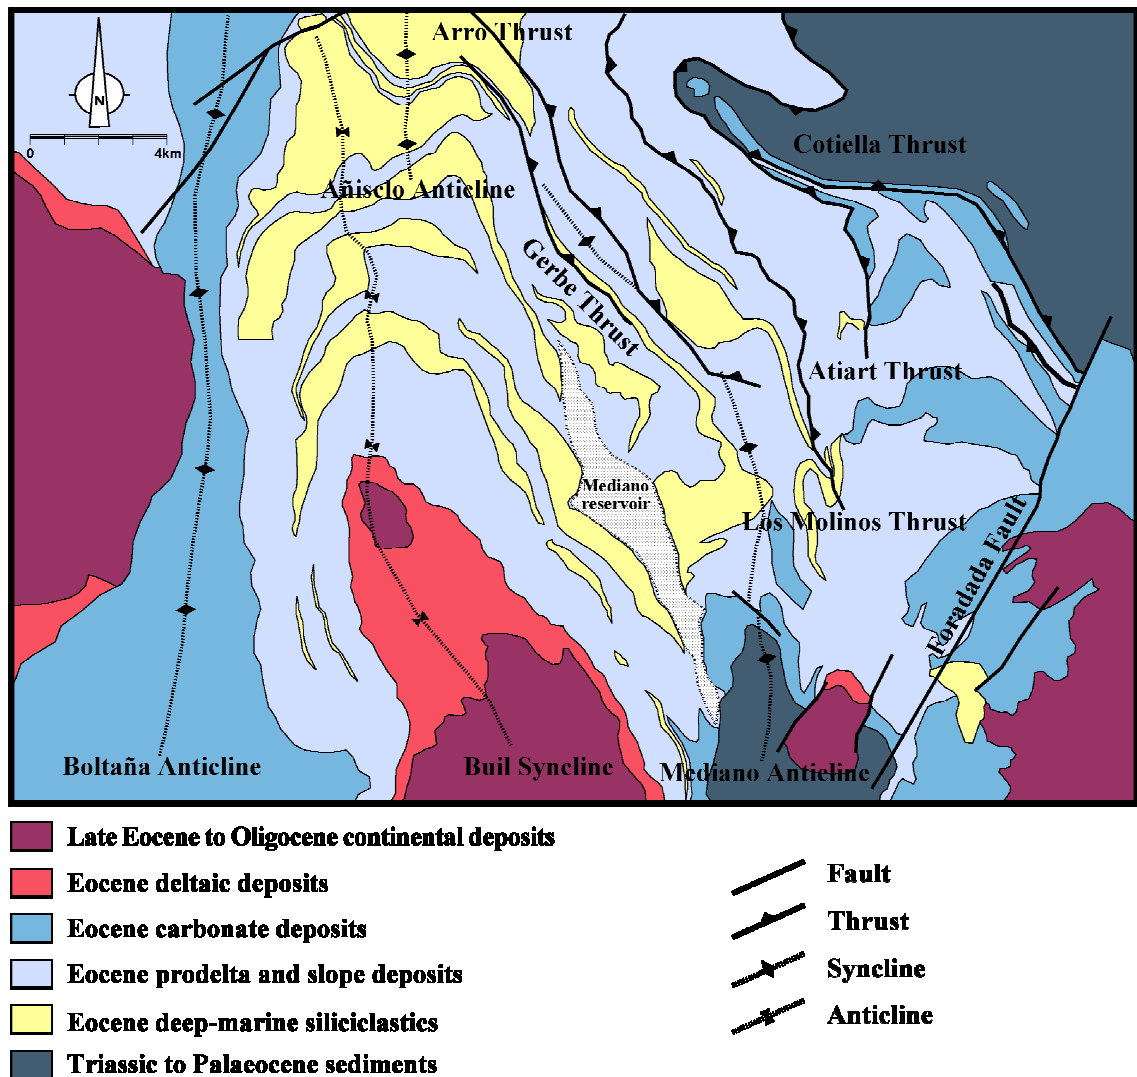 Arro Thrust
N
0
4km
Cotiella Thrust
Añisclo Anticline
Gerbe Thrust
Atiart Thrust
Mediano
reservoir
Los Molinos Thrust
Foradada Fault
Boltaña Anticline
Buil Syncline
Mediano Anticline
Late Eocene to Oligocene continental deposits
Eocene deltaic deposits
Eocene carbonate deposits
Eocene prodelta and slope deposits
Eocene deep-marine siliciclastics
Triassic to Palaeocene sediments
Fault
Thrust
Syncline
Anticline